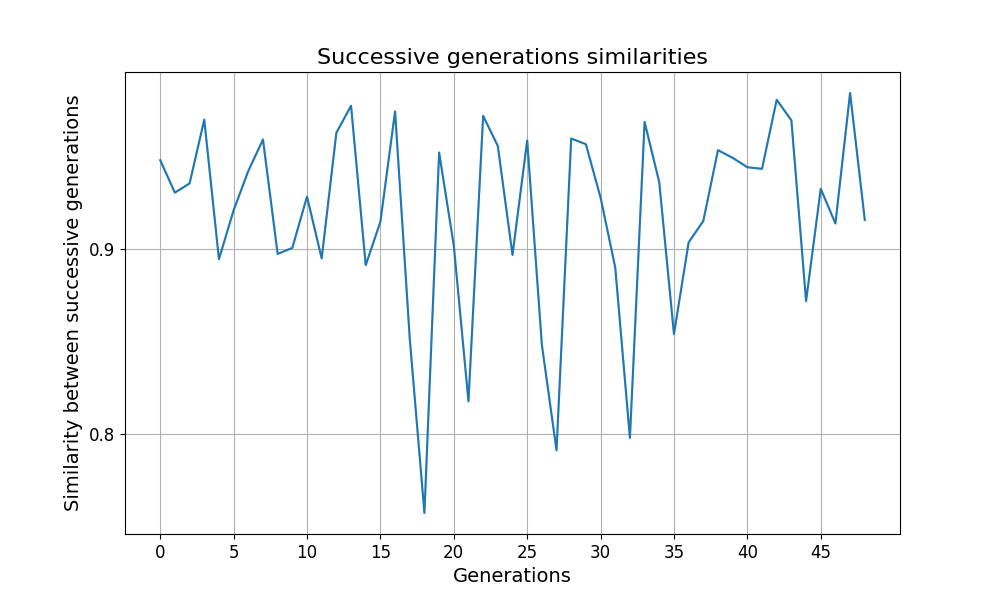 Successive generations similarities
Similarity between successive generations
0.9
0.8
0 5 10 15 20 25 30 35 40 45
Generations